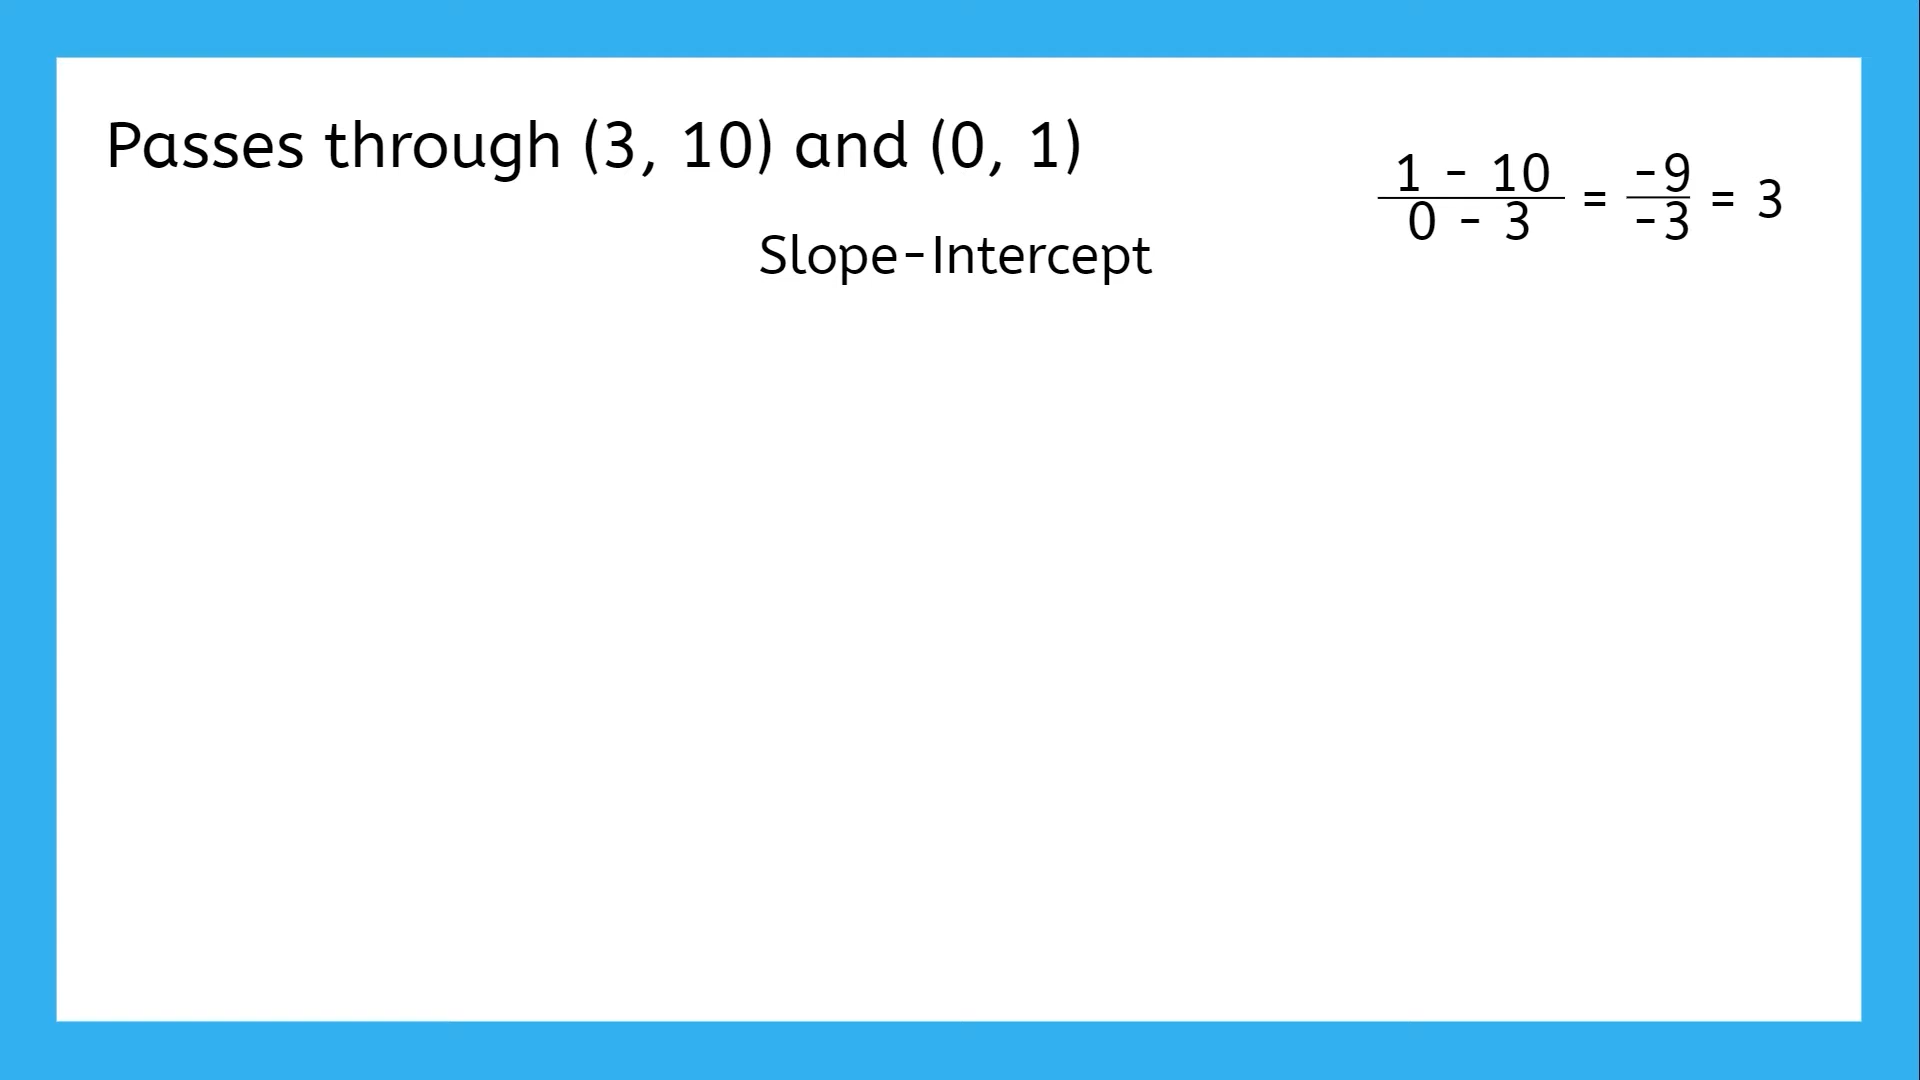 Passes through (3, 10) and (0, 1)
1 - 10
0 - 3
= -9
-3
= 3
Slope-Intercept